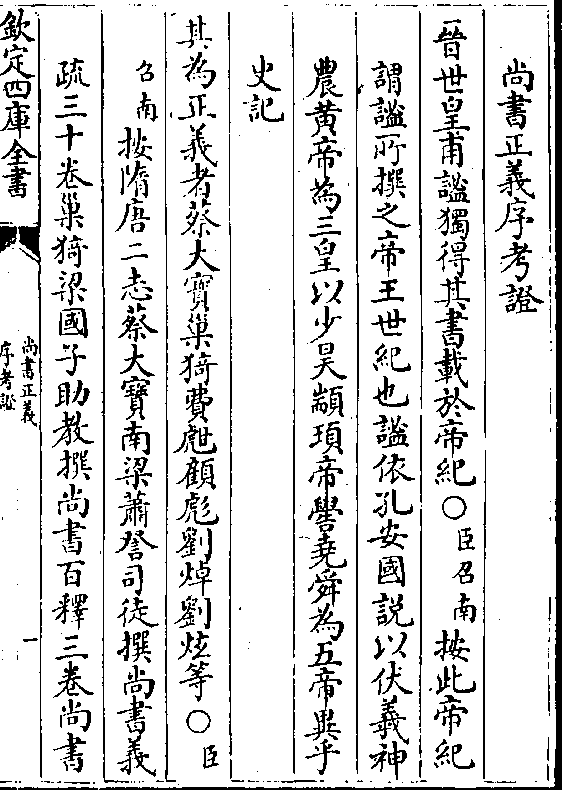 尚書正義序考證
晉世皇甫謐獨得其書載於帝紀○臣召南按此帝紀
謂謐所撰之帝王世紀也謐依孔安國説以伏羲神
農黄帝為三皇以少昊顓頊帝嚳堯舜為五帝異乎
史記
其為正義者蔡大寳巢猗費甝顧彪劉焯劉炫等○臣
召南按隋唐二志蔡大寳南梁蕭詧司徒撰尚書義
疏三十卷巢猗梁國子助教撰尚書百釋三卷尚書
欽定四庫全書
尚書正義
序考證
一